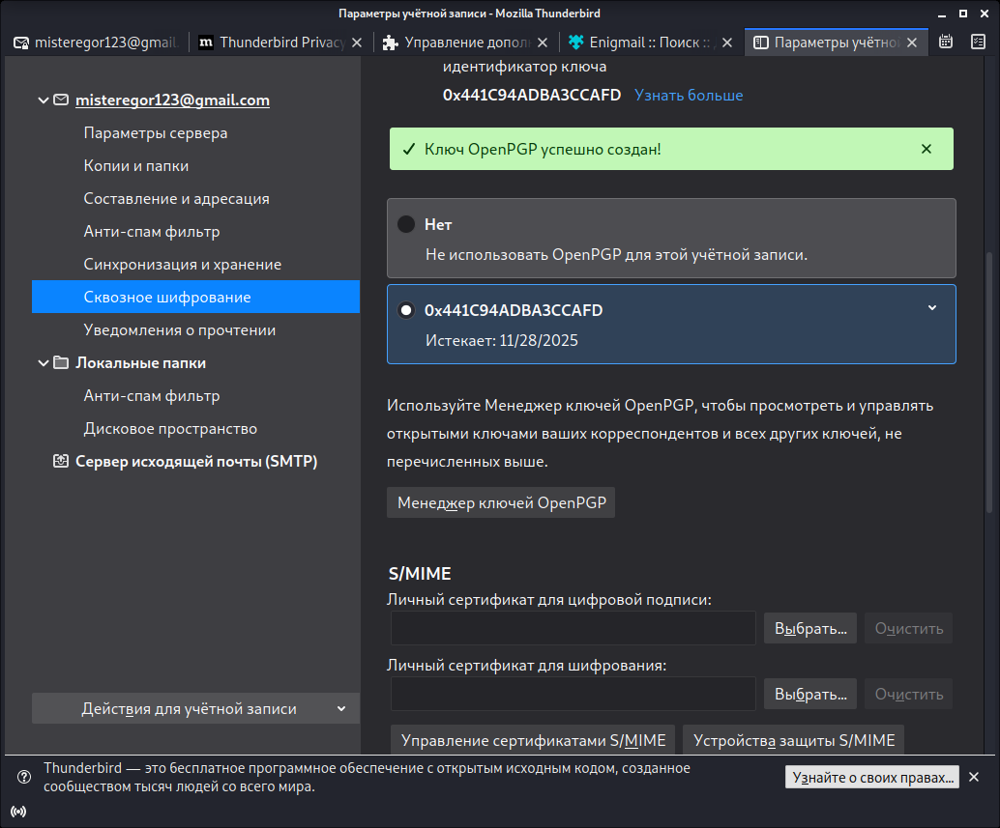 Параметры учётной записи - Mozilla Thunderbird
misteregor123@gmail.
Thunderbird Privacy
Управление допол
Enigmail :: Поиск ::
Параметры учётно
идентификатор ключа
0x441C94ADBA3CCAFD Узнать больше
misteregor123@gmail.com
Параметры сервера
Копии и папки
Составление и адресация
Анти-спам фильтр
Синхронизация и хранение
Сквозное шифрование
Уведомления о прочтении
Локальные папки
Анти-спам фильтр
Дисковое пространство
Сервер исходящей почты (SMTP)
Действия для учётной записи
Ключ OpenPGP успешно создан!
Нет
Не использовать OpenPGP для этой учётной записи.
0x441C94ADBA3CCAFD
Истекает: 11/28/2025
Используйте Менеджер ключей OpenPGP, чтобы просмотреть и управлять
открытыми ключами ваших корреспондентов и всех других ключей, не
перечисленных выше.
Менеджер ключей OpenPGP
S/MIME
Личный сертификат для цифровой подписи:
Выбрать... Очистить
Личный сертификат для шифрования:
Выбрать... Очистить
Управление сертификатами S/MIME Устройства защиты S/MIME
Thunderbird — это бесплатное программное обеспечение с открытым исходным кодом, созданное
сообществом тысяч людей со всего мира.
Узнайте о своих правах...